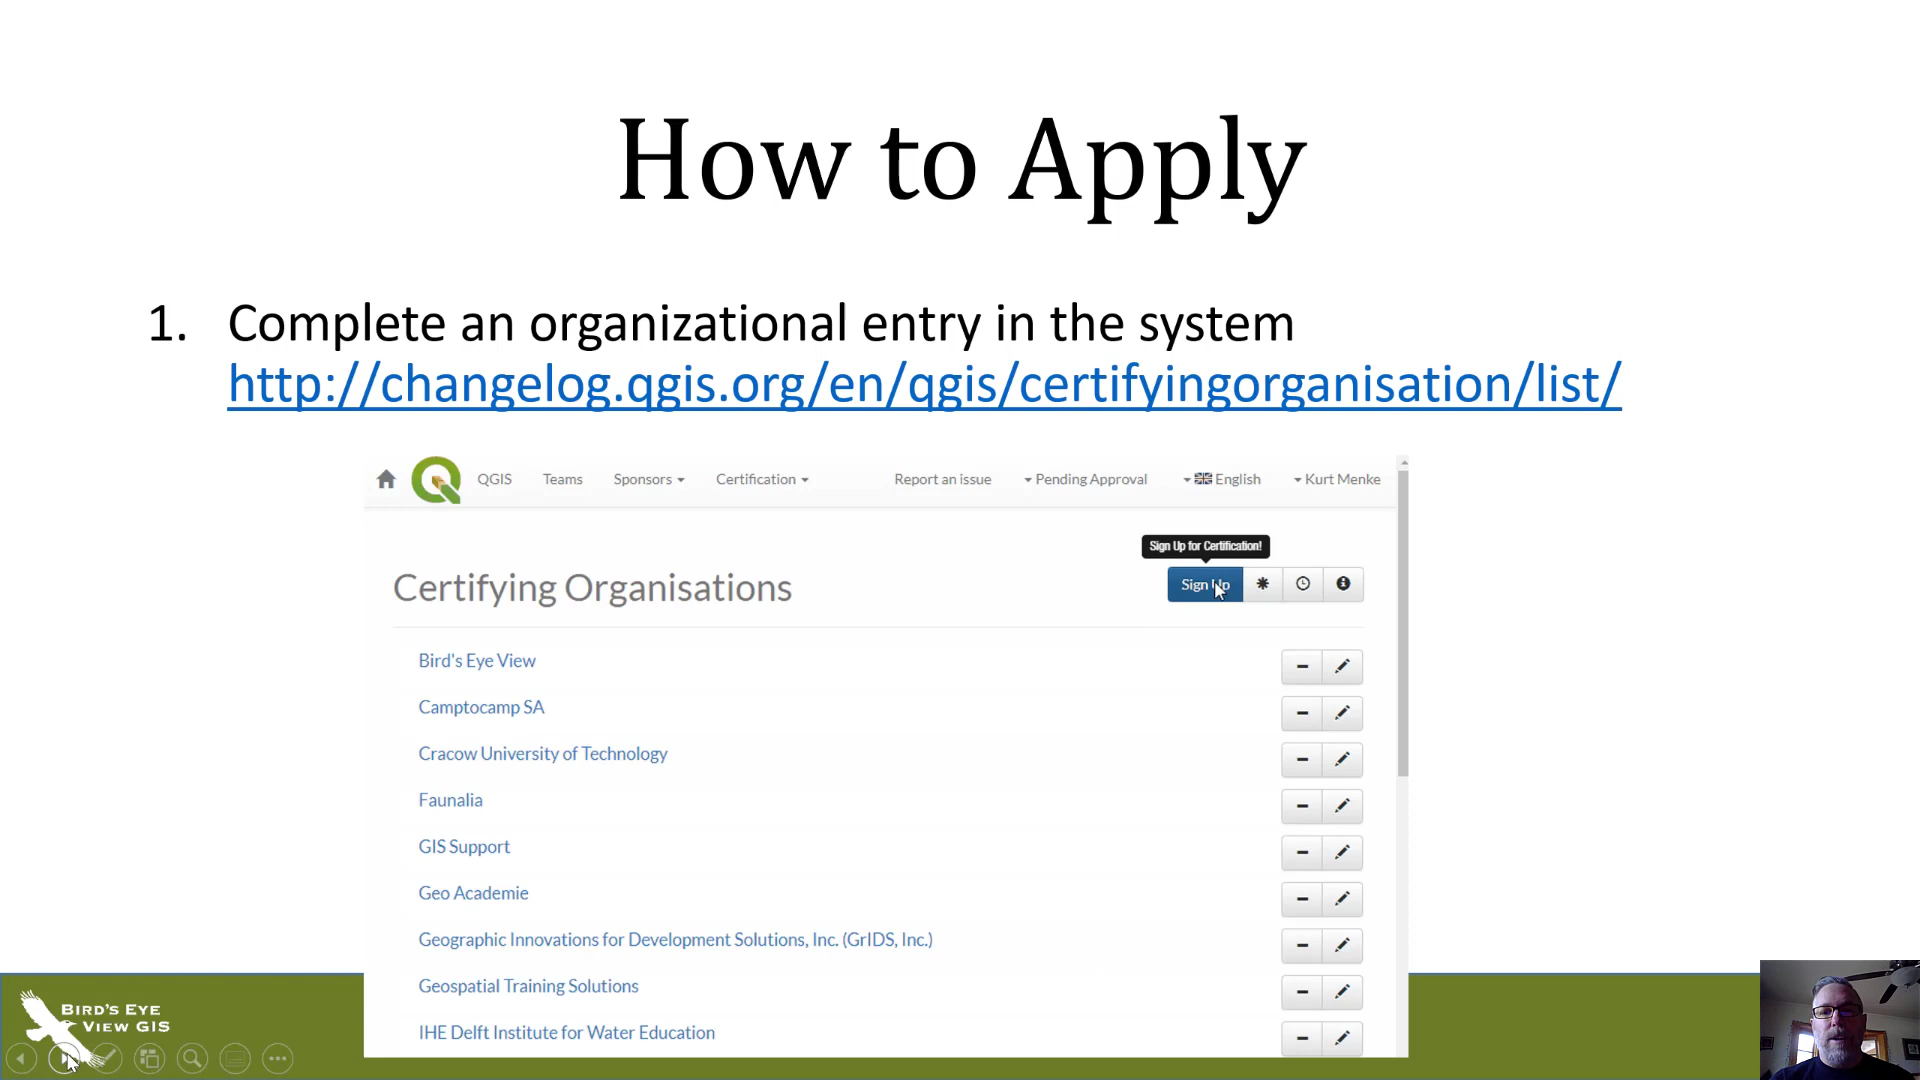 How to Apply
1. Complete an organizational entry in the system
http://changelog.qgis.org/en/qgis/certifyingorganisation/list/
QGIS Teams Sponsors Certification Report an issue Pending Approval English Kurt Menke
Sign Up for Certification!
Certifying Organisations Sign Up
Bird's Eye View
Camptocamp SA
Cracow University of Technology
Faunalia
GIS Support
Geo Academie
Geographic Innovations for Development Solutions, Inc. (GrIDS, Inc.)
Geospatial Training Solutions
IHE Delft Institute for Water Education
BIRD'S EYE
VIEW GIS